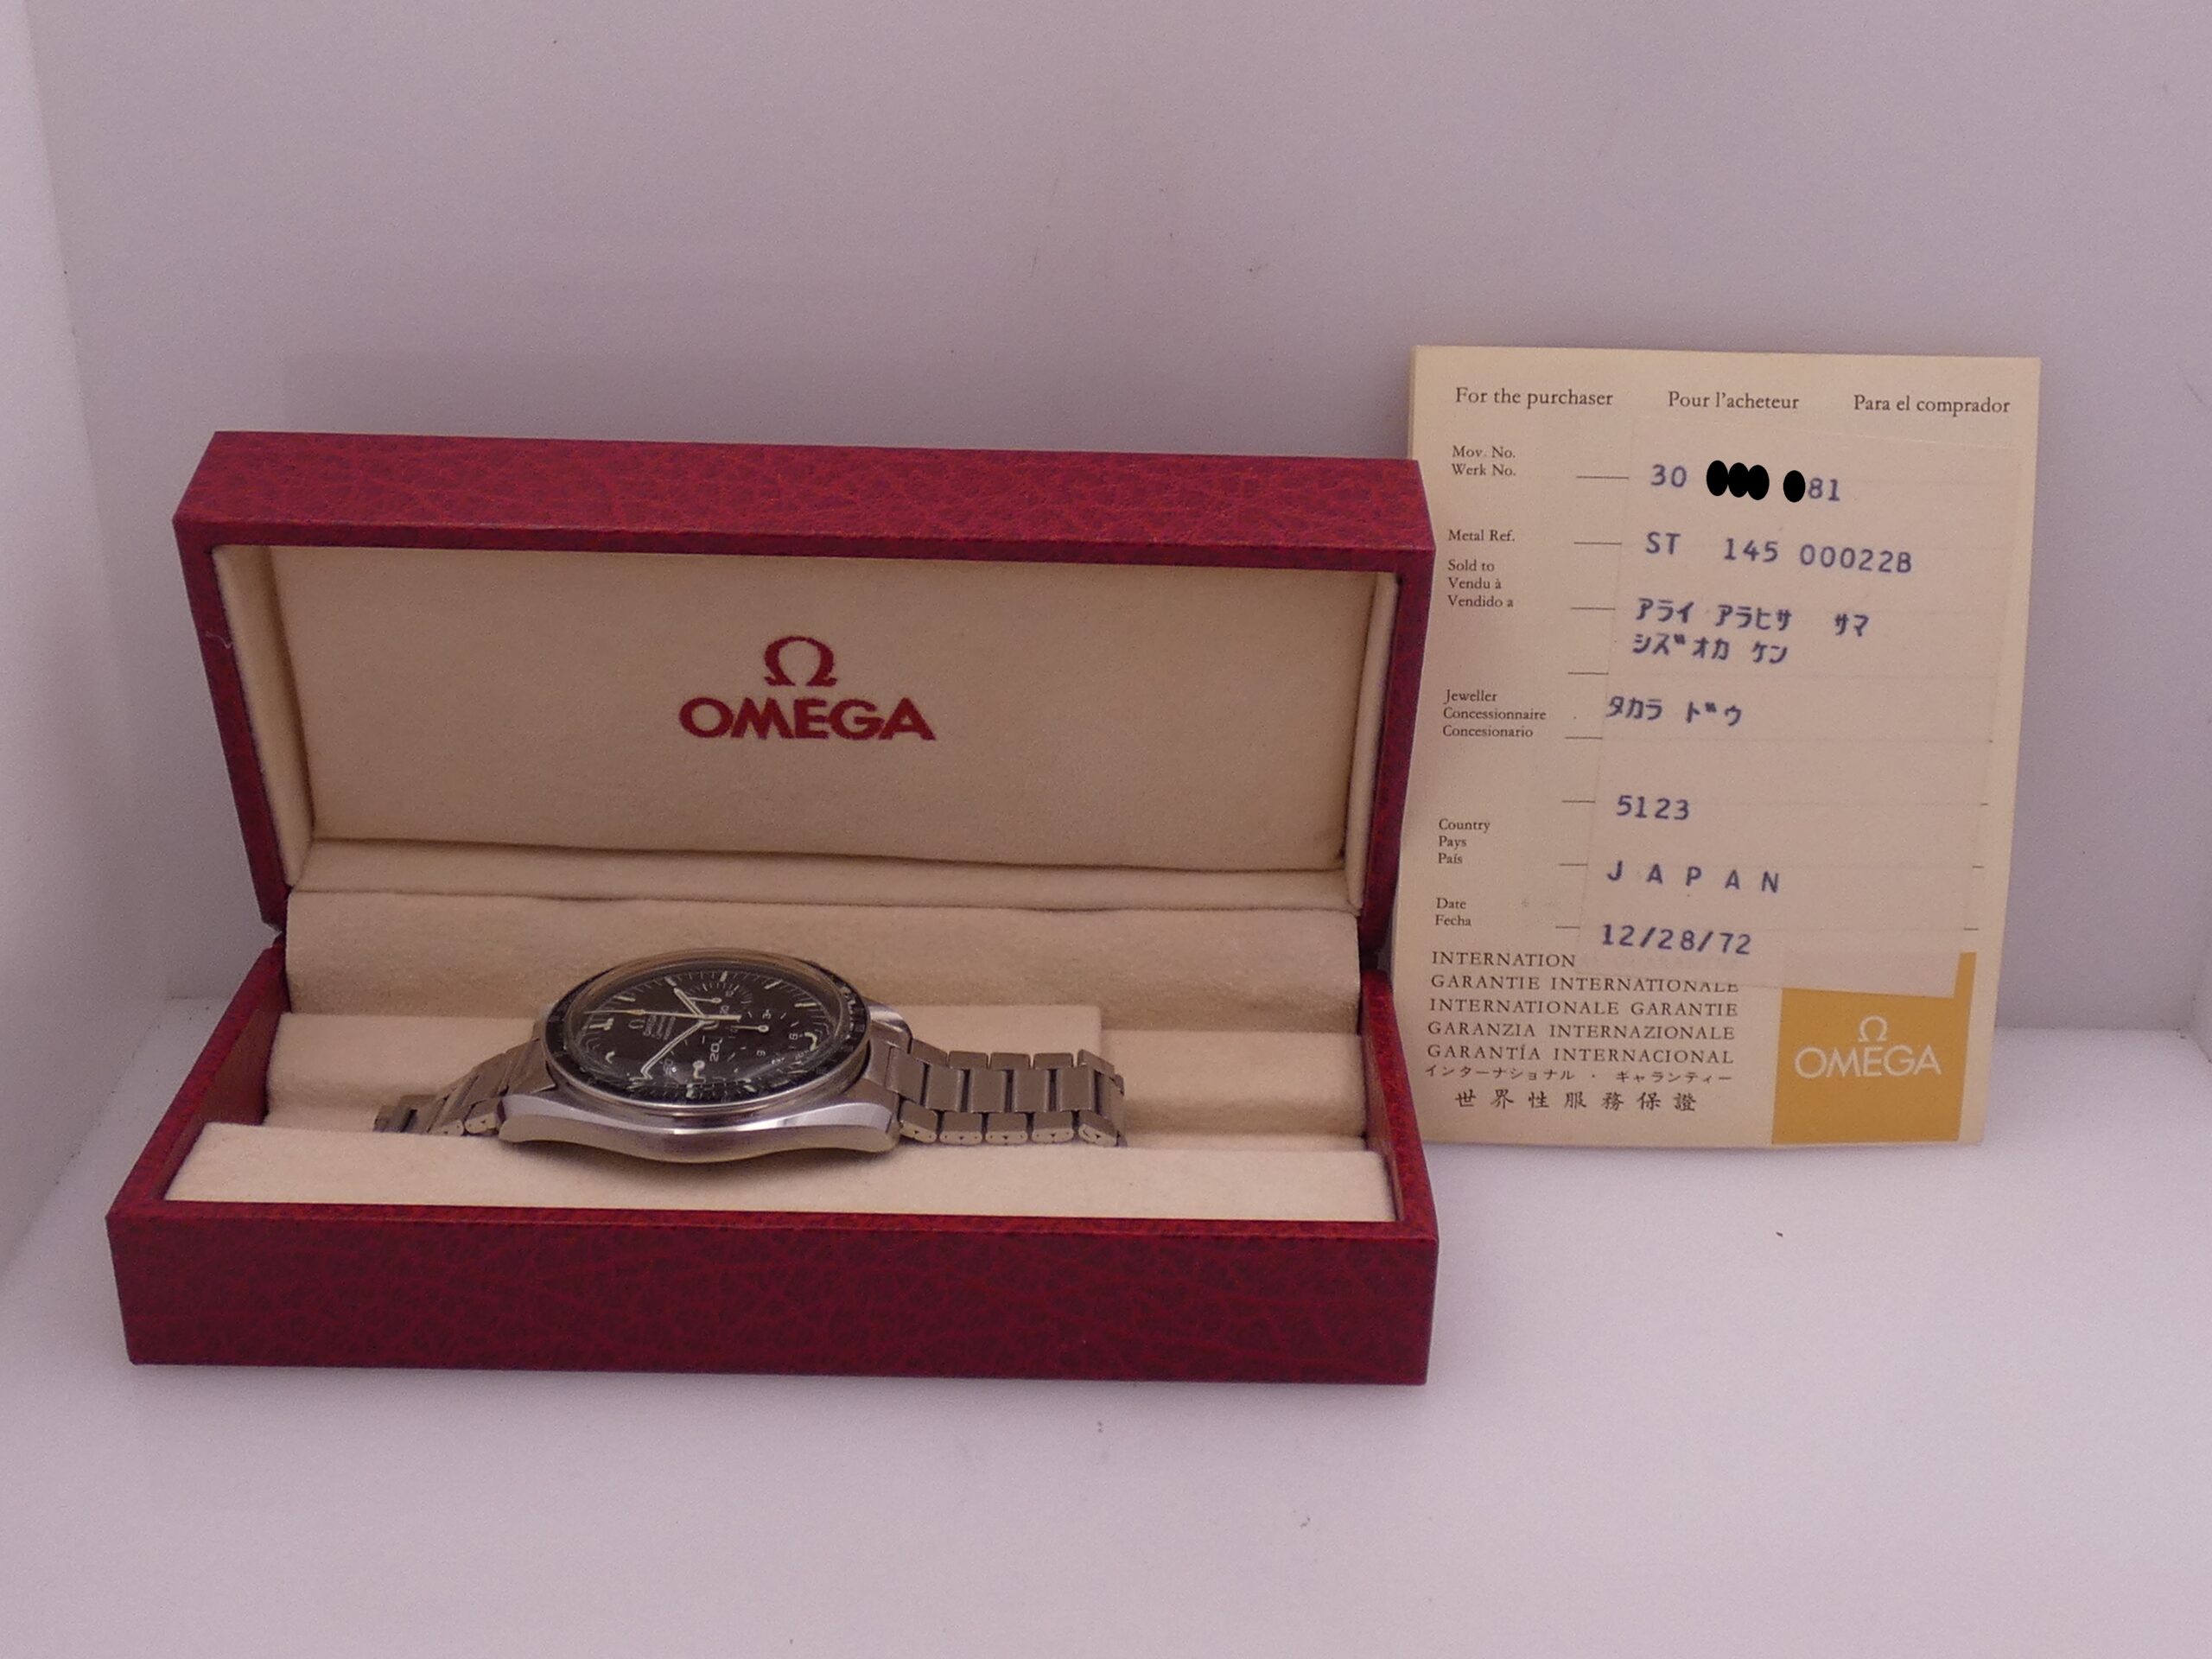 Ω
OMEGA
For the purchaser Pour l'acheteur Para el comprador
Mov. No.
Werk No.
30 81
Metal Ref.
ST 145 000022B
Sold to
Vendu à
Vendido a
アライ アラヒサ サマ
シズオカ ケン
Jeweller
Concessionnaire
Concesionario
タカラ ドウ
5123
Country
Pays
País
JAPAN
Date
Fecha
12/28/72
INTERNATION
GARANTIE INTERNATIONALE
INTERNATIONALE GARANTIE
GARANZIA INTERNAZIONALE
GARANTÍA INTERNACIONAL
インターナショナル・ギャランティー
世界性服務保證
Ω
OMEGA